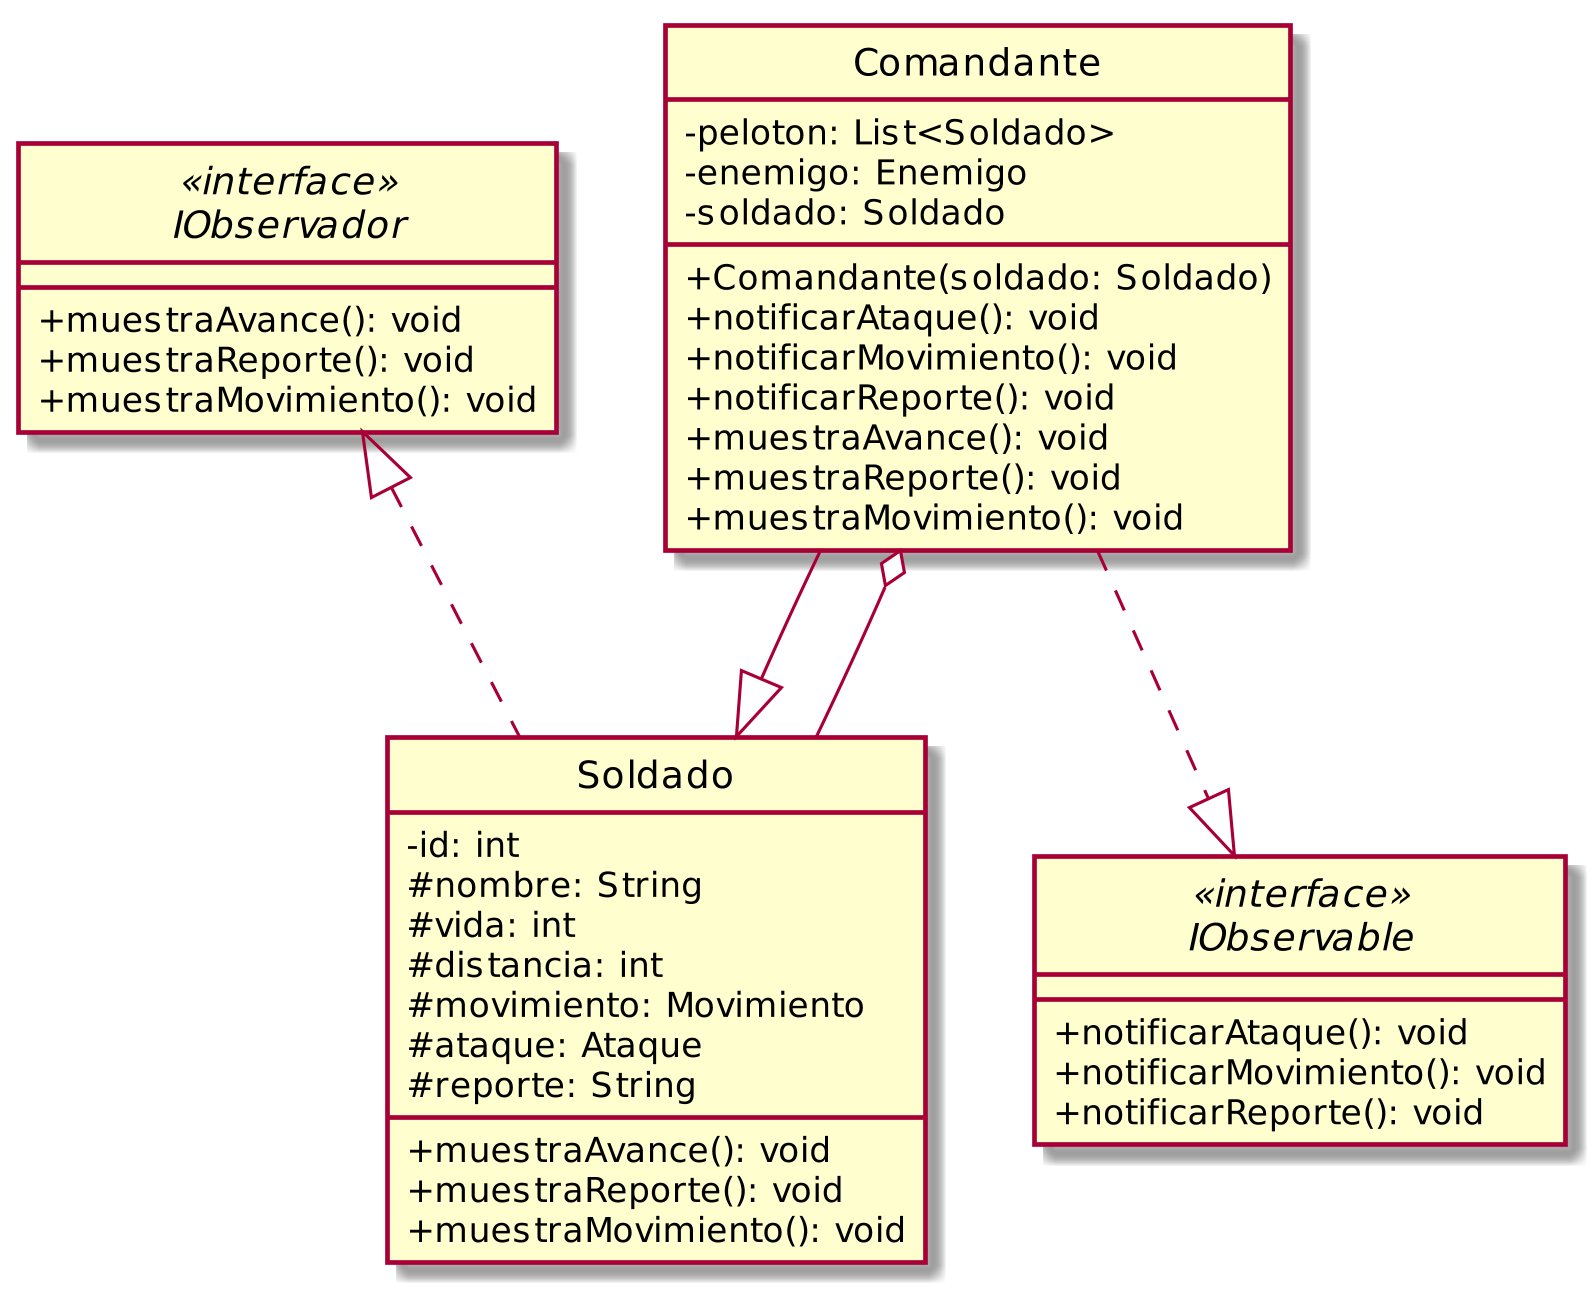 Comandante
-peloton: List<Soldado>
-enemigo: Enemigo
-soldado: Soldado
+Comandante(soldado: Soldado)
+notificarAtaque(): void
+notificarMovimiento(): void
+notificarReporte(): void
+muestraAvance(): void
+muestraReporte(): void
+muestraMovimiento(): void
«interface»
IObservador
+muestraAvance(): void
+muestraReporte(): void
+muestraMovimiento(): void
Soldado
-id: int
#nombre: String
#vida: int
#distancia: int
#movimiento: Movimiento
#ataque: Ataque
#reporte: String
+muestraAvance(): void
+muestraReporte(): void
+muestraMovimiento(): void
«interface»
IObservable
+notificarAtaque(): void
+notificarMovimiento(): void
+notificarReporte(): void